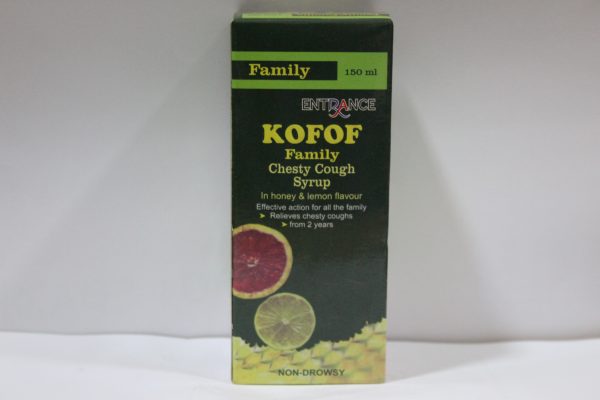 Family
150 ml
ENTRANCE
KOFOF
Family
Chesty Cough
Syrup
In honey & lemon flavour
Effective action for all the family
➤ Relieves chesty coughs
➤ from 2 years
NON-DROWSY